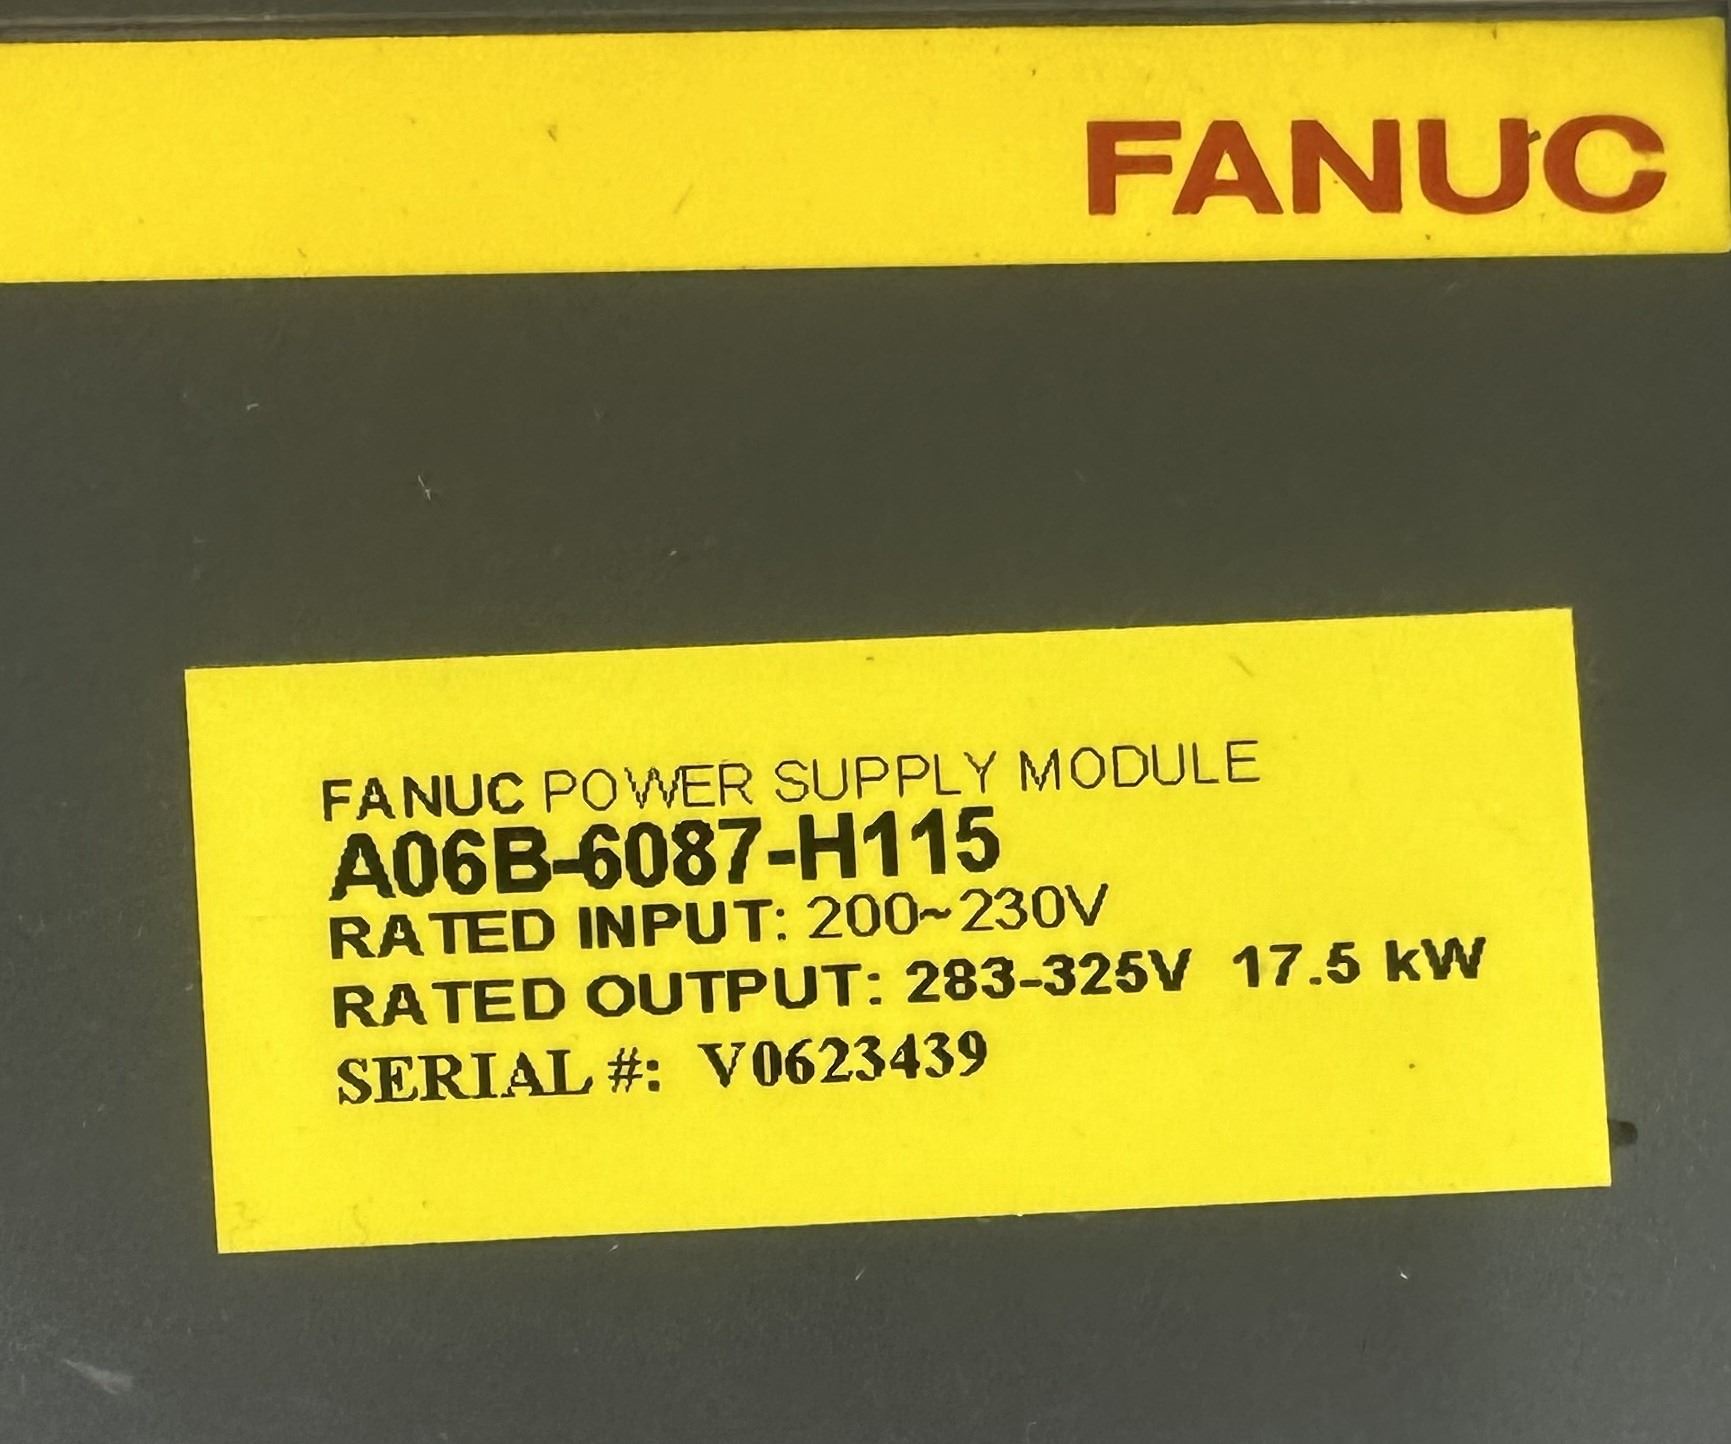 FANUC
FANUC POWER SUPPLY MODULE
A06B-6087-H115
RATED INPUT: 200~230V
RATED OUTPUT: 283-325V 17.5 kW
SERIAL #: V0623439